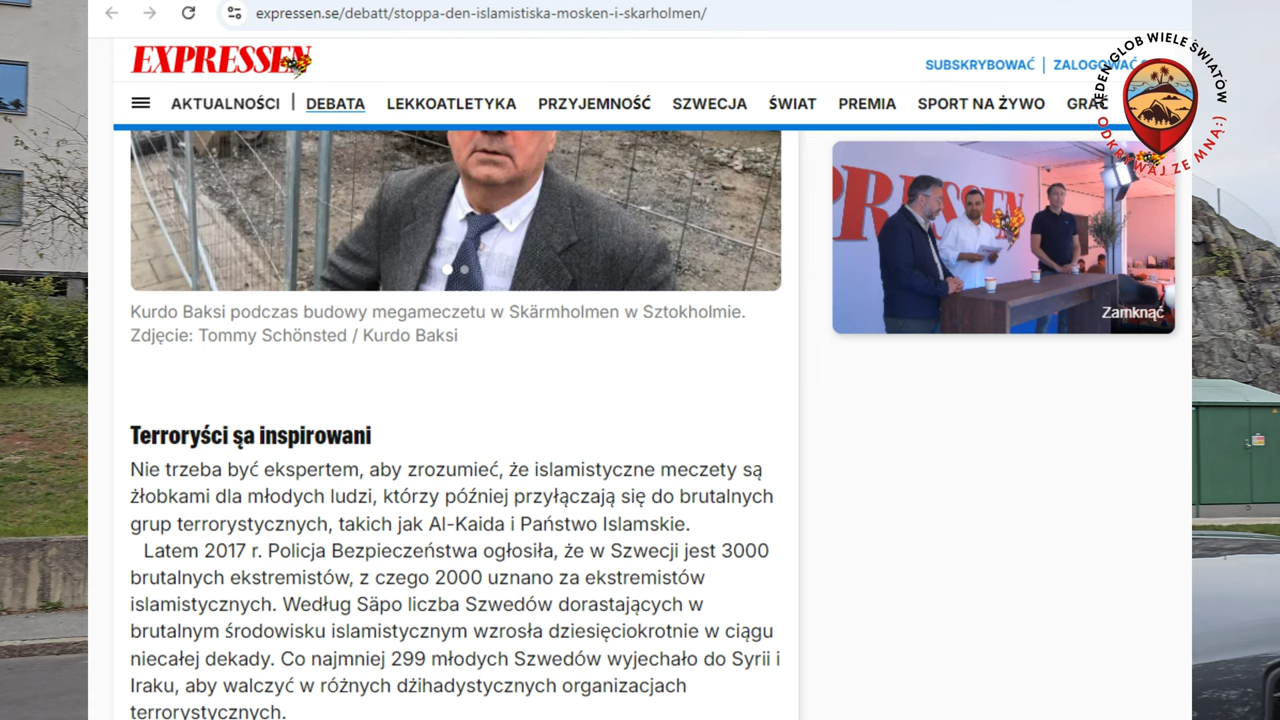 expressen.se/debatt/stoppa-den-islamistiska-mosken-i-skarholmen/
EXPRESSEN
SUBSKRYBOWAĆ | ZALOGOWAĆ
JEDEN GLOB WIELE ŚWIATÓW
ODKRYWAJ ZE MNĄ:)
AKTUALNOŚCI | DEBATA LEKKOATLETYKA PRZYJEMNOŚĆ SZWECJA ŚWIAT PREMIA SPORT NA ŻYWO GRAĆ
PRESSEN
Zamknąć
Kurdo Baksi podczas budowy megameczetu w Skärmholmen w Sztokholmie.
Zdjęcie: Tommy Schönsted / Kurdo Baksi
Terroryści şą inspirowani
Nie trzeba być ekspertem, aby zrozumieć, że islamistyczne meczety są
żłobkami dla młodych ludzi, którzy później przyłączają się do brutalnych
grup terrorystycznych, takich jak Al-Kaida i Państwo Islamskie.
Latem 2017 r. Policja Bezpieczeństwa ogłosiła, że w Szwecji jest 3000
brutalnych ekstremistów, z czego 2000 uznano za ekstremistów
islamistycznych. Według Säpo liczba Szwedów dorastających w
brutalnym środowisku islamistycznym wzrosła dziesięciokrotnie w ciągu
niecałej dekady. Co najmniej 299 młodych Szwedów wyjechało do Syrii i
Iraku, aby walczyć w różnych dżihadystycznych organizacjach
terrorystycznych.